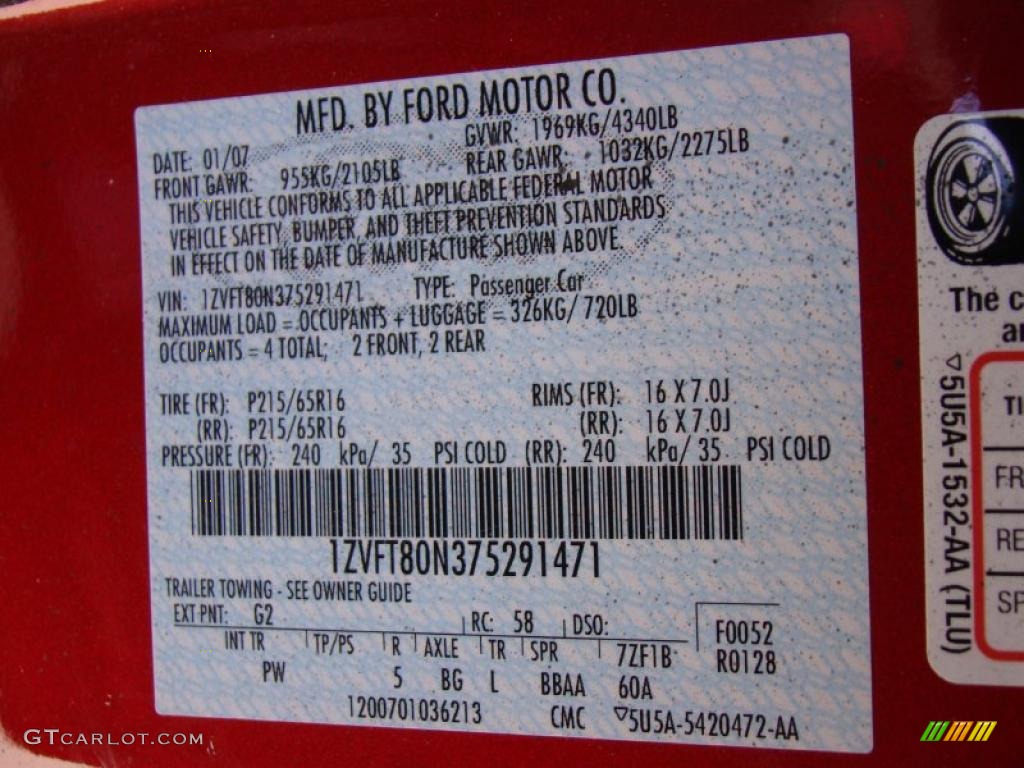 MFD. BY FORD MOTOR CO.
DATE: 01/07 GVWR: 1969KG/4340LB
FRONT GAWR: 955KG/2105LB REAR GAWR: 1032KG/2275LB
THIS VEHICLE CONFORMS TO ALL APPLICABLE FEDERAL MOTOR
VEHICLE SAFETY, BUMPER, AND THEFT PREVENTION STANDARDS
IN EFFECT ON THE DATE OF MANUFACTURE SHOWN ABOVE.
VIN: 1ZVFT80N375291471 TYPE: Passenger Car
MAXIMUM LOAD = OCCUPANTS + LUGGAGE = 326KG/ 720LB
OCCUPANTS = 4 TOTAL; 2 FRONT, 2 REAR
TIRE (FR): P215/65R16 RIMS (FR): 16 X 7.0J
(RR): P215/65R16 (RR): 16 X 7.0J
PRESSURE (FR): 240 kPa/ 35 PSI COLD (RR): 240 kPa/ 35 PSI COLD
1ZVFT80N375291471
TRAILER TOWING - SEE OWNER GUIDE
EXT PNT: G2 RC: 58 DSO: F0052
INT TR TP/PS R AXLE TR SPR 7ZF1B R0128
PW 5 BG L BBAA 60A
1200701036213 CMC ▽5U5A-5420472-AA
The c
an
▽5U5A-1532-AA (TLU)
TI
FR
RE
SP
GTCARLOT.COM